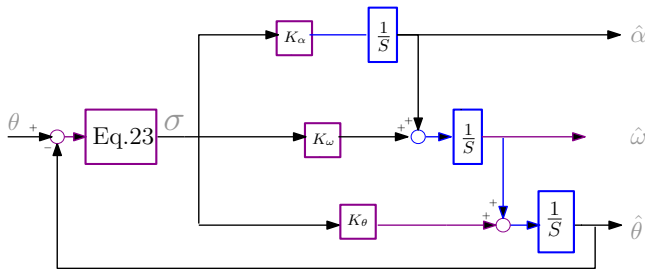 K_α 1/S α̂
θ + − Eq.23 σ K_ω + + 1/S ω̂
K_θ + + 1/S θ̂